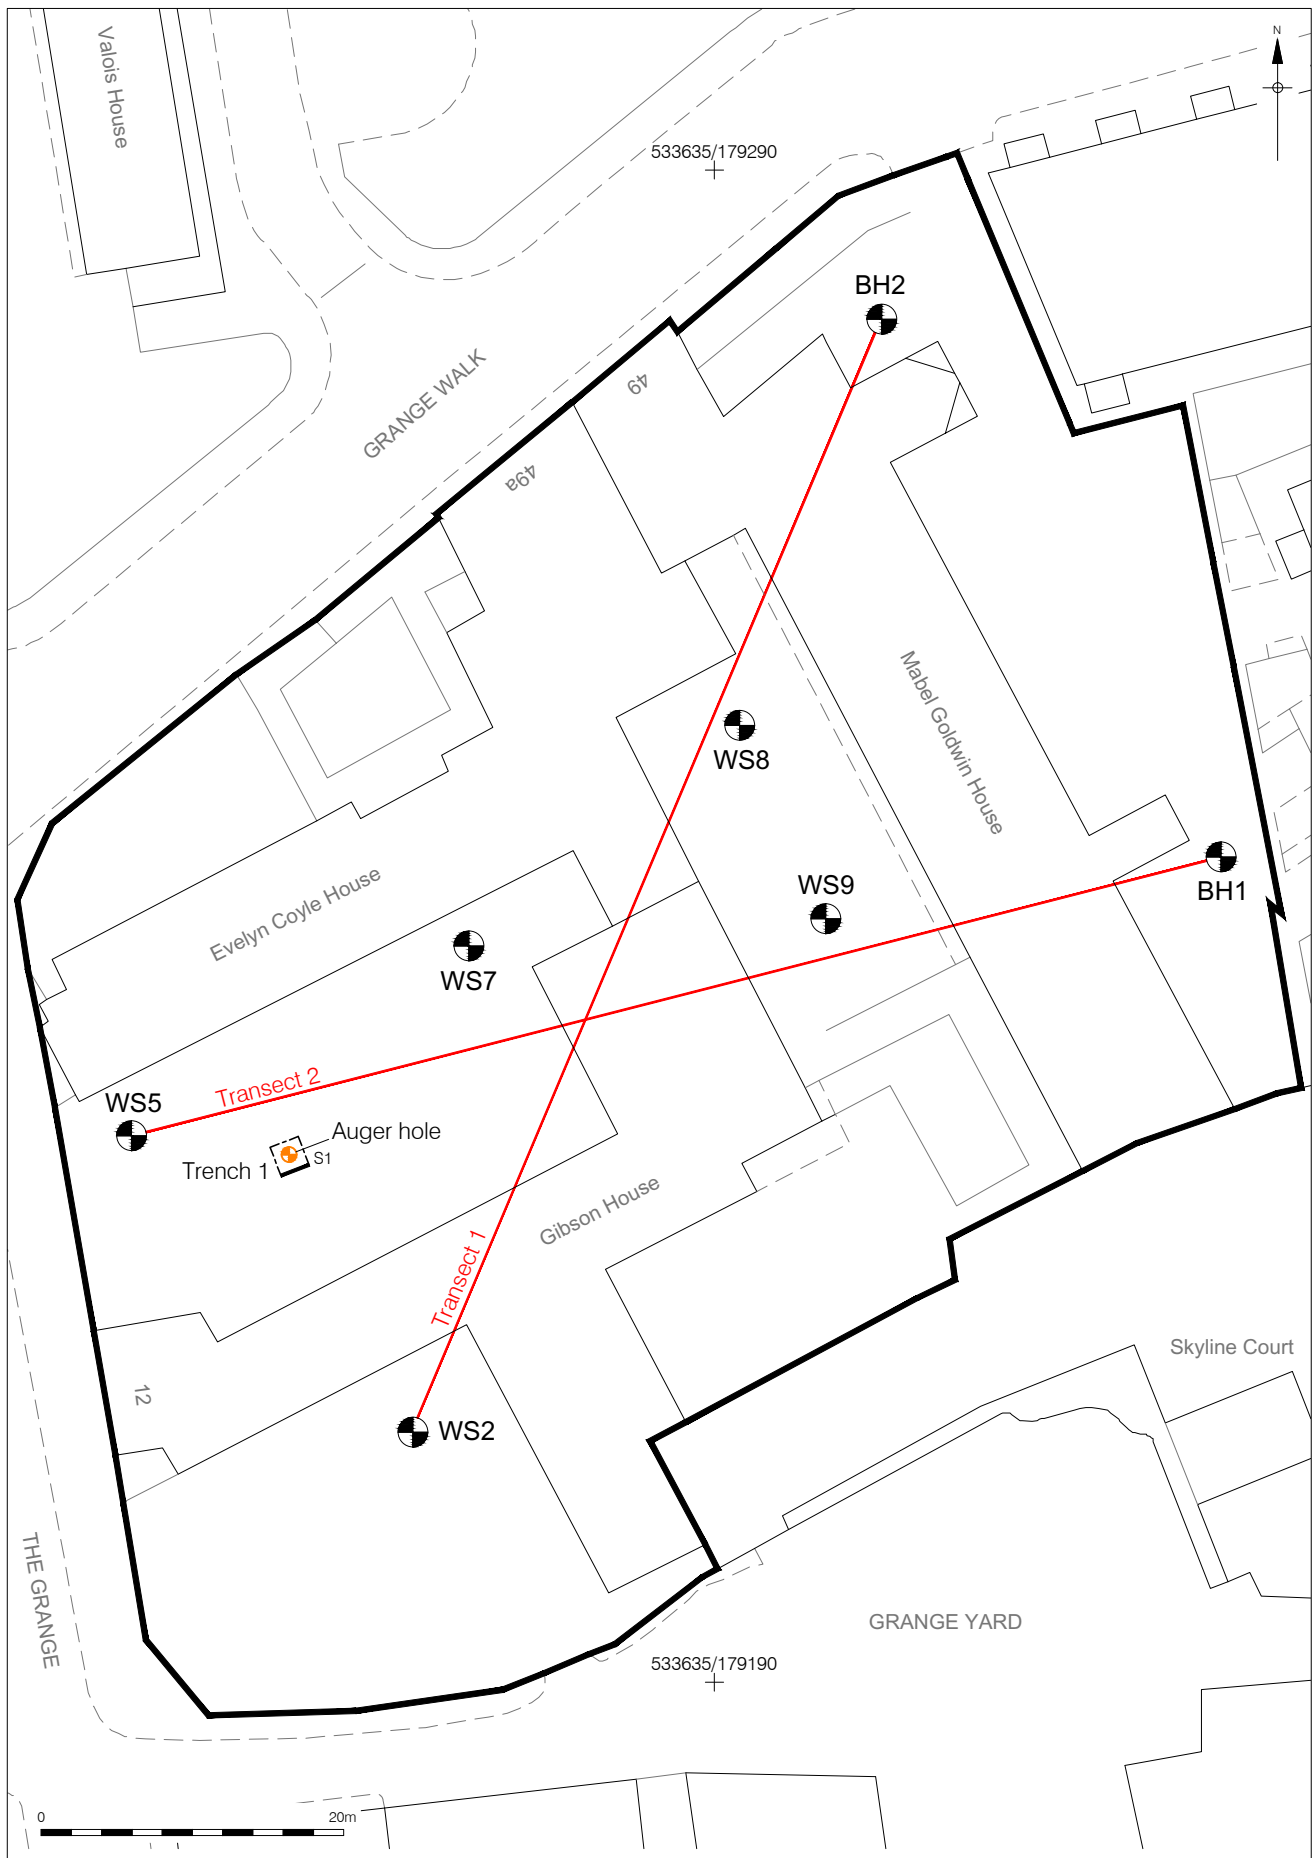 Valois House
N
533635/179290
BH2
GRANGE WALK
49
49a
Mabel Goldwin House
WS8
BH1
WS9
Evelyn Coyle House
WS7
Transect 2
WS5
Auger hole
Trench 1
S1
Gibson House
Transect 1
Skyline Court
12
WS2
THE GRANGE
GRANGE YARD
533635/179190
0
20m